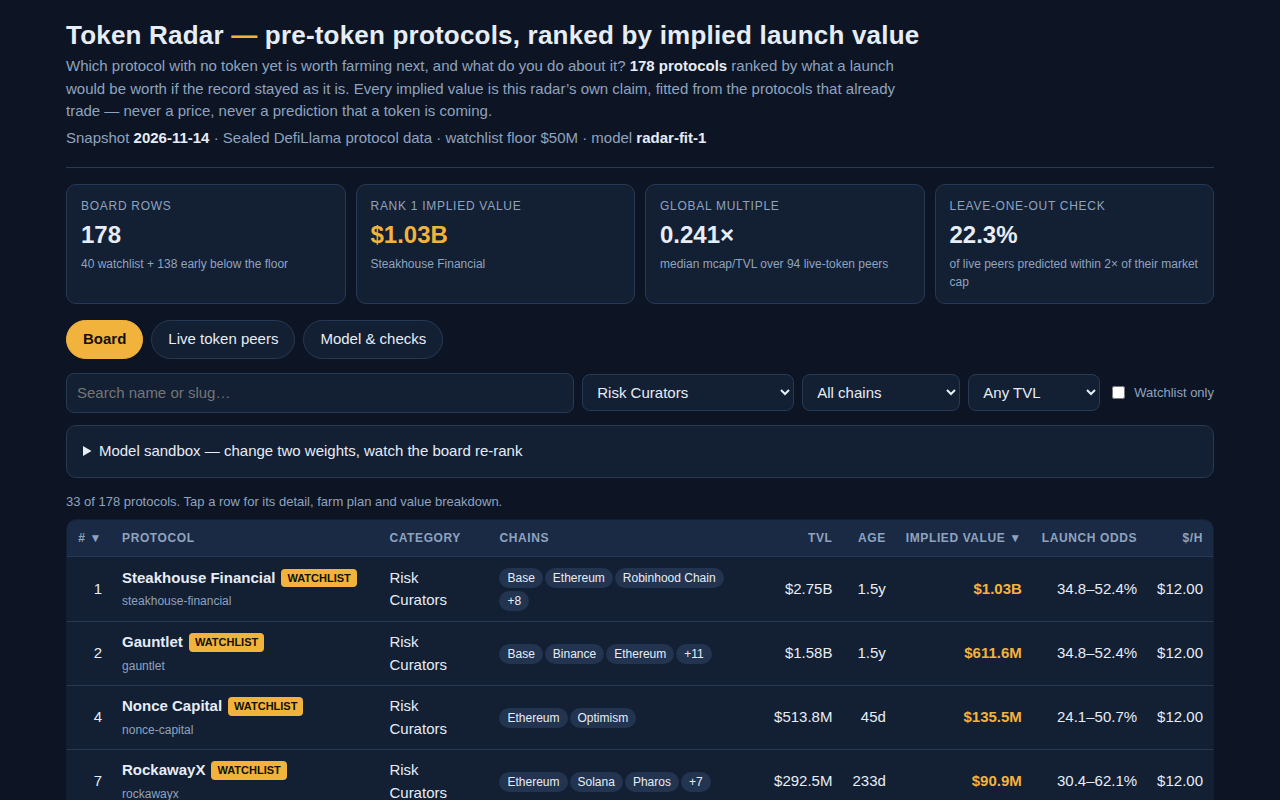 Token Radar — pre-token protocols, ranked by implied launch value
Which protocol with no token yet is worth farming next, and what do you do about it? 178 protocols ranked by what a launch
would be worth if the record stayed as it is. Every implied value is this radar's own claim, fitted from the protocols that already
trade — never a price, never a prediction that a token is coming.
Snapshot 2026-11-14 · Sealed DefiLlama protocol data · watchlist floor $50M · model radar-fit-1
BOARD ROWS
178
40 watchlist + 138 early below the floor
RANK 1 IMPLIED VALUE
$1.03B
Steakhouse Financial
GLOBAL MULTIPLE
0.241×
median mcap/TVL over 94 live-token peers
LEAVE-ONE-OUT CHECK
22.3%
of live peers predicted within 2× of their market
cap
Board Live token peers Model & checks
Search name or slug… Risk Curators All chains Any TVL Watchlist only
▶ Model sandbox — change two weights, watch the board re-rank
33 of 178 protocols. Tap a row for its detail, farm plan and value breakdown.
# ▼ PROTOCOL CATEGORY CHAINS TVL AGE IMPLIED VALUE ▼ LAUNCH ODDS $/H
1 Steakhouse Financial WATCHLIST
steakhouse-financial
Risk
Curators
Base Ethereum Robinhood Chain
+8
$2.75B 1.5y $1.03B 34.8–52.4% $12.00
2 Gauntlet WATCHLIST
gauntlet
Risk
Curators
Base Binance Ethereum +11
$1.58B 1.5y $611.6M 34.8–52.4% $12.00
4 Nonce Capital WATCHLIST
nonce-capital
Risk
Curators
Ethereum Optimism
$513.8M 45d $135.5M 24.1–50.7% $12.00
7 RockawayX WATCHLIST
rockawayx
Risk
Curators
Ethereum Solana Pharos +7
$292.5M 233d $90.9M 30.4–62.1% $12.00